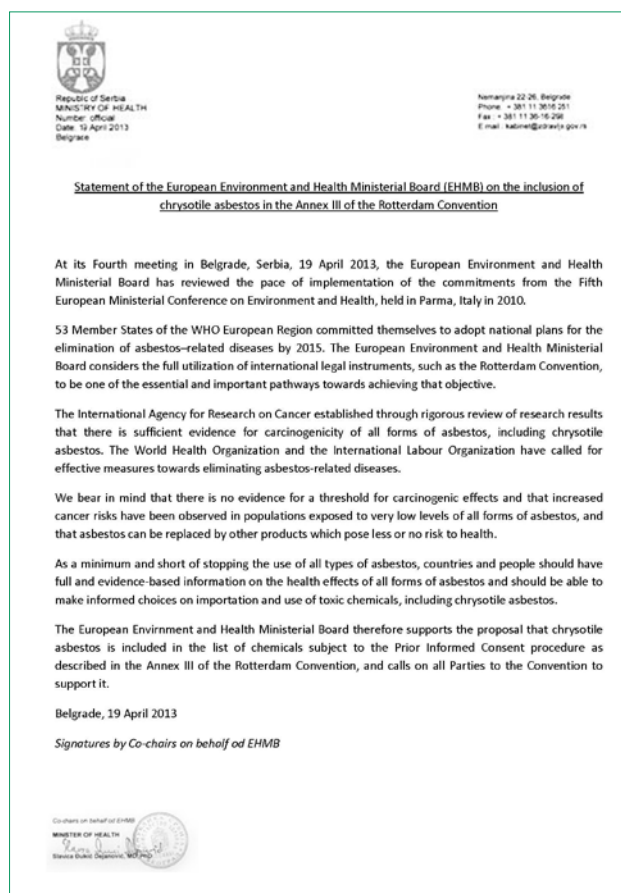 Republic of Serbia
MINISTRY OF HEALTH
Number: official
Date: 19 April 2013
Belgrace
Nemanjina 22-26, Belgrade
Phone : + 381 11 3616 251
Fax : + 381 11 36-16-298
E mail : kabinet@zdravlje.gov.rs
Statement of the European Environment and Health Ministerial Board (EHMB) on the inclusion of
chrysotile asbestos in the Annex III of the Rotterdam Convention
At its Fourth meeting in Belgrade, Serbia, 19 April 2013, the European Environment and Health
Ministerial Board has reviewed the pace of implementation of the commitments from the Fifth
European Ministerial Conference on Environment and Health, held in Parma, Italy in 2010.
53 Member States of the WHO European Region committed themselves to adopt national plans for the
elimination of asbestos–related diseases by 2015. The European Environment and Health Ministerial
Board considers the full utilization of international legal instruments, such as the Rotterdam Convention,
to be one of the essential and important pathways towards achieving that objective.
The International Agency for Research on Cancer established through rigorous review of research results
that there is sufficient evidence for carcinogenicity of all forms of asbestos, including chrysotile
asbestos. The World Health Organization and the International Labour Organization have called for
effective measures towards eliminating asbestos-related diseases.
We bear in mind that there is no evidence for a threshold for carcinogenic effects and that increased
cancer risks have been observed in populations exposed to very low levels of all forms of asbestos, and
that asbestos can be replaced by other products which pose less or no risk to health.
As a minimum and short of stopping the use of all types of asbestos, countries and people should have
full and evidence-based information on the health effects of all forms of asbestos and should be able to
make informed choices on importation and use of toxic chemicals, including chrysotile asbestos.
The European Envirnment and Health Ministerial Board therefore supports the proposal that chrysotile
asbestos is included in the list of chemicals subject to the Prior Informed Consent procedure as
described in the Annex III of the Rotterdam Convention, and calls on all Parties to the Convention to
support it.
Belgrade, 19 April 2013
Signatures by Co-chairs on behalf od EHMB
Co-chairs on behalf od EHMB
MINISTER OF HEALTH
Slavica Đukić Dejanović, MD PhD